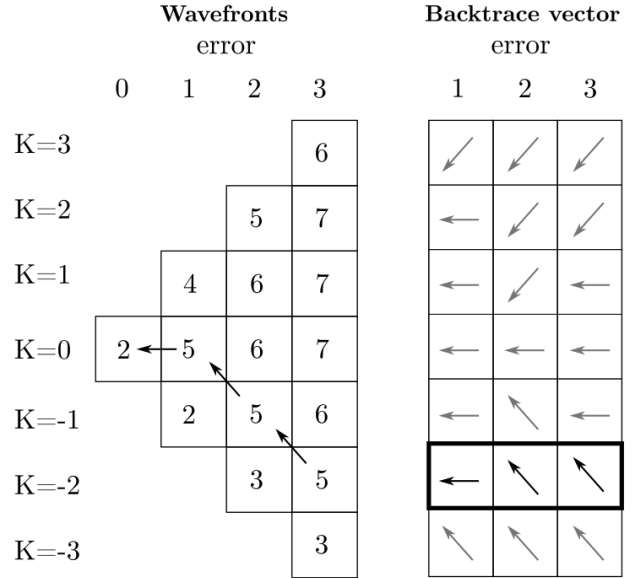 Wavefronts Backtrace vector
error error
0 1 2 3 1 2 3
K=3 6
K=2 5 7
K=1 4 6 7
K=0 2 5 6 7
K=-1 2 5 6
K=-2 3 5
K=-3 3